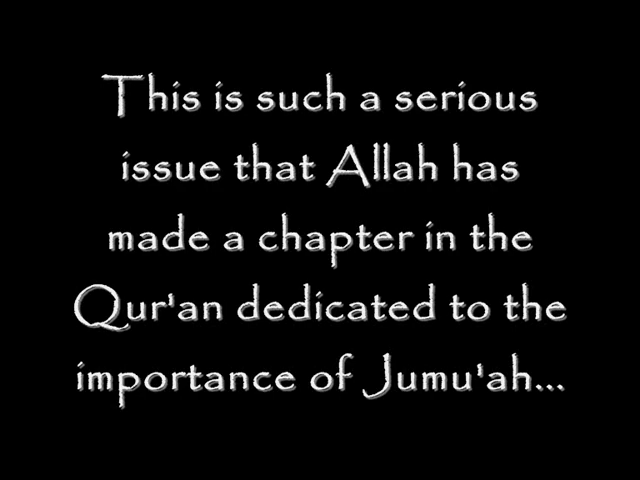 This is such a serious
issue that Allah has
made a chapter in the
Qur'an dedicated to the
importance of Jumu'ah...